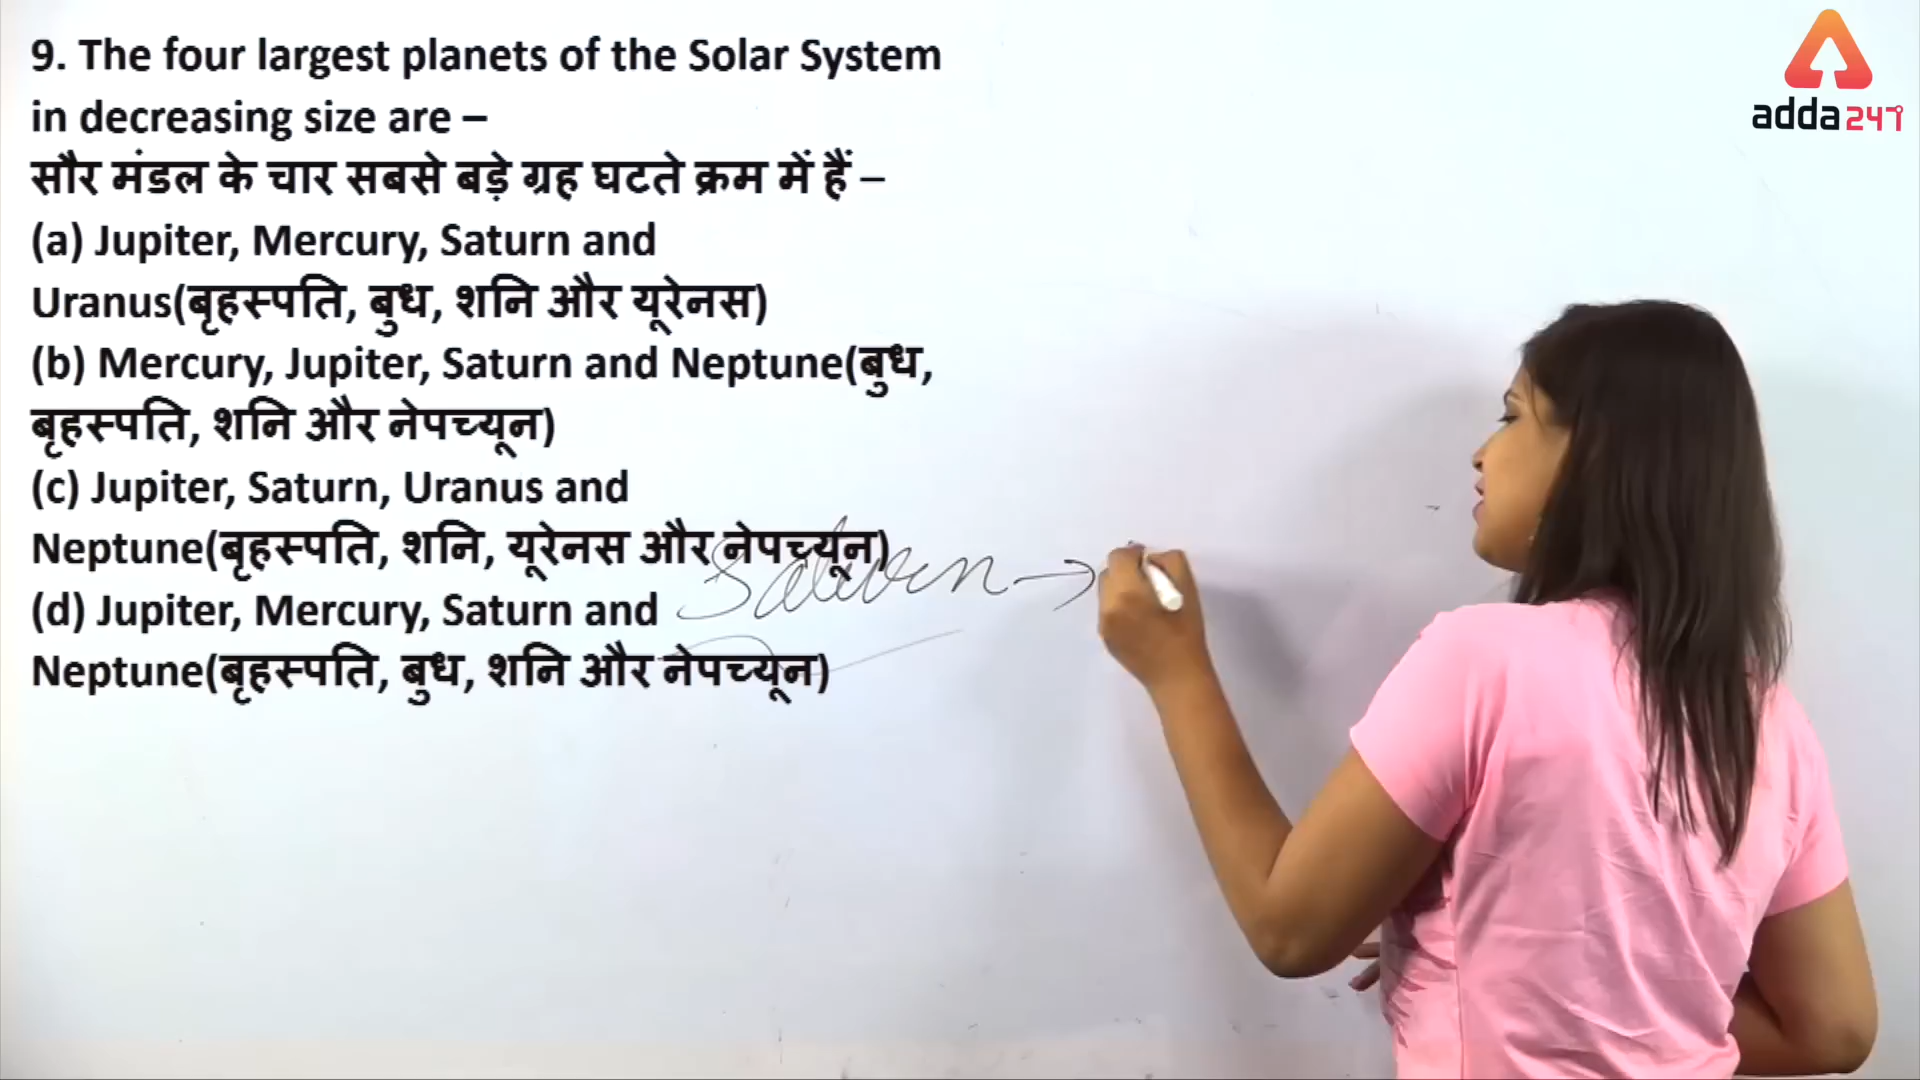 9. The four largest planets of the Solar System
in decreasing size are –
सौर मंडल के चार सबसे बड़े ग्रह घटते क्रम में हैं –
(a) Jupiter, Mercury, Saturn and
Uranus(बृहस्पति, बुध, शनि और यूरेनस)
(b) Mercury, Jupiter, Saturn and Neptune(बुध,
बृहस्पति, शनि और नेपच्यून)
(c) Jupiter, Saturn, Uranus and
Neptune(बृहस्पति, शनि, यूरेनस और नेपच्यून)
(d) Jupiter, Mercury, Saturn and
Neptune(बृहस्पति, बुध, शनि और नेपच्यून)
Saturn →
adda247